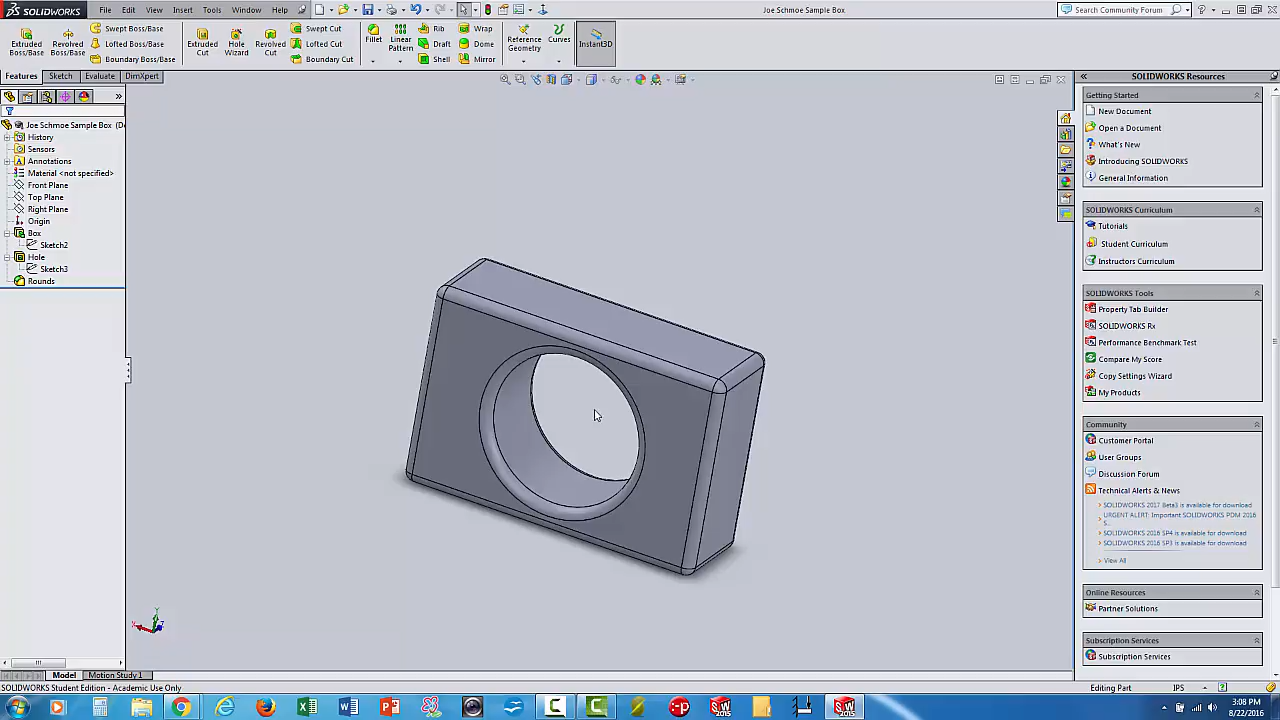 SOLIDWORKS
File Edit View Insert Tools Window Help
Joe Schmoe Sample Box
Search Community Forum
Extruded Boss/Base
Revolved Boss/Base
Swept Boss/Base
Lofted Boss/Base
Boundary Boss/Base
Extruded Cut
Hole Wizard
Revolved Cut
Swept Cut
Lofted Cut
Boundary Cut
Fillet
Linear Pattern
Rib
Draft
Shell
Wrap
Dome
Mirror
Reference Geometry
Curves
Instant3D
Features Sketch Evaluate DimXpert
Joe Schmoe Sample Box (De
History
Sensors
Annotations
Material <not specified>
Front Plane
Top Plane
Right Plane
Origin
Box
Sketch2
Hole
Sketch3
Rounds
SOLIDWORKS Resources
Getting Started
New Document
Open a Document
What's New
Introducing SOLIDWORKS
General Information
SOLIDWORKS Curriculum
Tutorials
Student Curriculum
Instructors Curriculum
SOLIDWORKS Tools
Property Tab Builder
SOLIDWORKS Rx
Performance Benchmark Test
Compare My Score
Copy Settings Wizard
My Products
Community
Customer Portal
User Groups
Discussion Forum
Technical Alerts & News
SOLIDWORKS 2017 Beta3 is available for download
URGENT ALERT: Important SOLIDWORKS PDM 2016
S...
SOLIDWORKS 2016 SP4 is available for download
SOLIDWORKS 2016 SP3 is available for download
View All
Online Resources
Partner Solutions
Subscription Services
Subscription Services
Model Motion Study 1
SOLIDWORKS Student Edition - Academic Use Only
Editing Part IPS
3:08 PM
8/22/2016